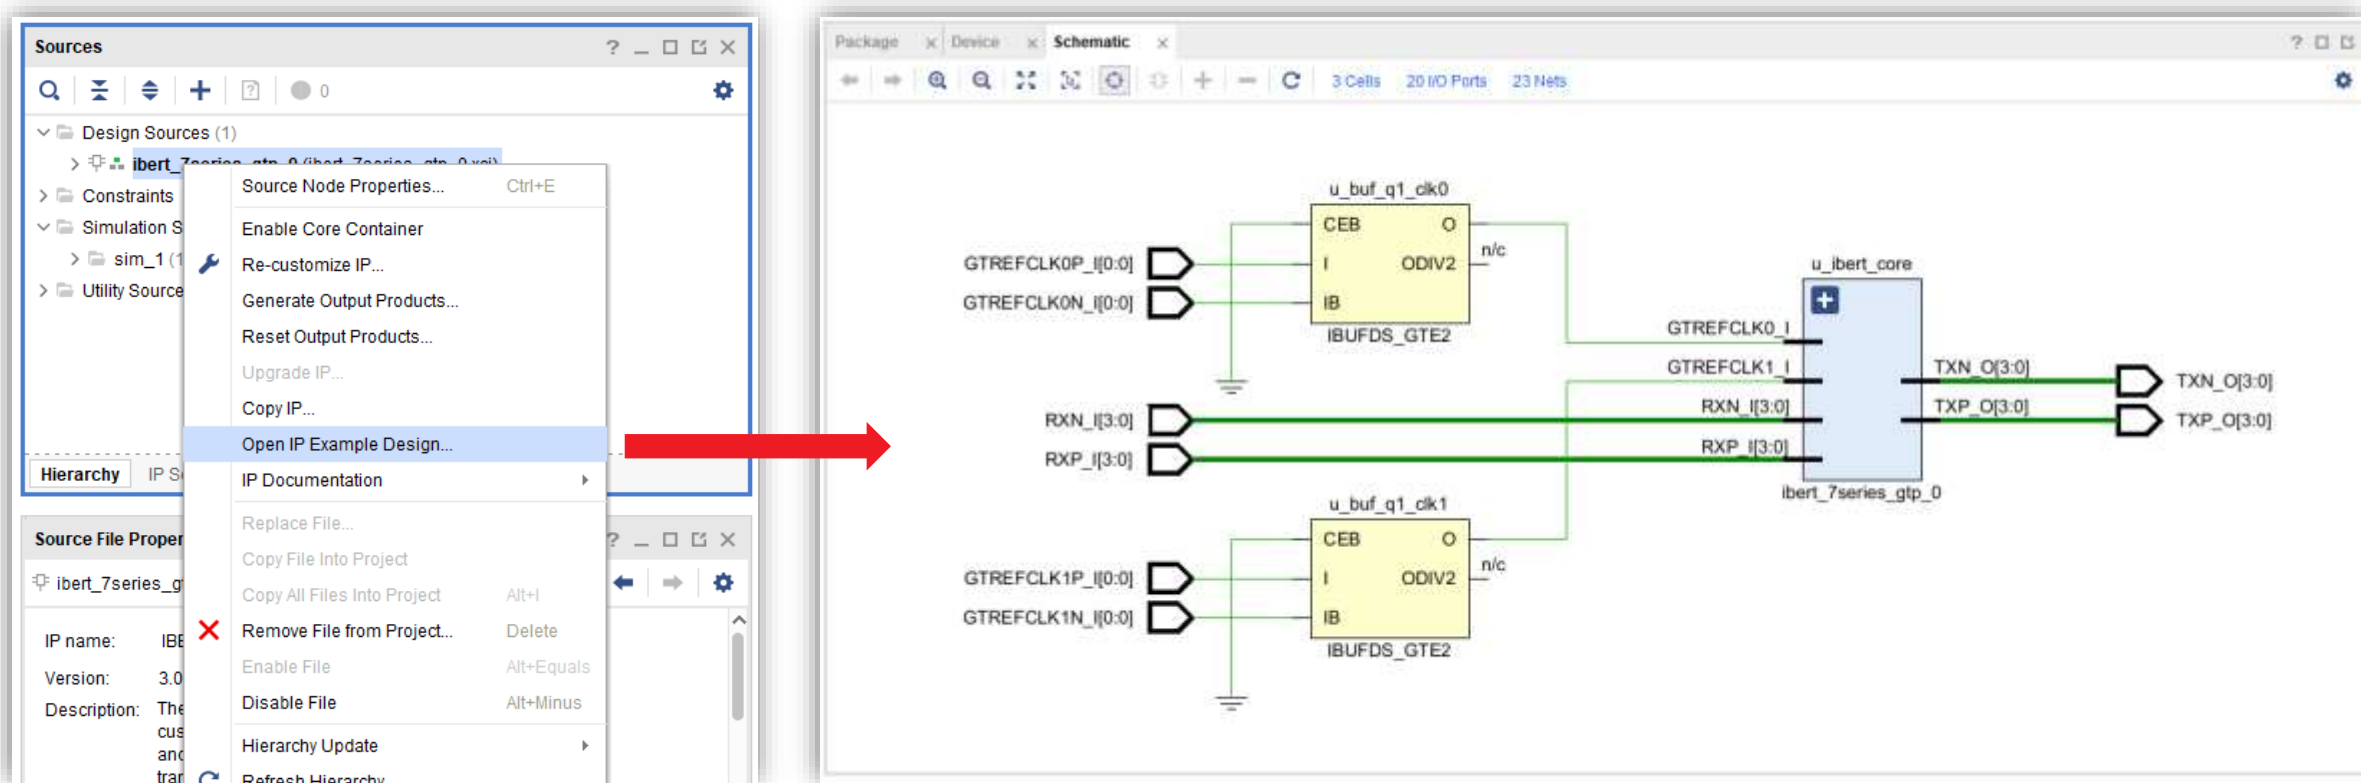 Sources
? _
0
Design Sources (1)
ibert_7series_gtp_0 (ibert_7series_gtp_0.xci)
Constraints
Simulation S
sim_1 (1
Utility Source
Hierarchy
IP S
Source File Proper
? _
ibert_7series_g
IP name: IBE
Version: 3.0
Description: The
cus
and
tran
Source Node Properties... Ctrl+E
Enable Core Container
Re-customize IP...
Generate Output Products...
Reset Output Products...
Upgrade IP...
Copy IP...
Open IP Example Design...
IP Documentation
Replace File...
Copy File Into Project
Copy All Files Into Project Alt+I
Remove File from Project... Delete
Enable File Alt+Equals
Disable File Alt+Minus
Hierarchy Update
Refresh Hierarchy
Package
Device
Schematic
?
3 Cells 20 I/O Ports 23 Nets
u_buf_q1_clk0
CEB O
I ODIV2 n/c
IB
IBUFDS_GTE2
GTREFCLK0P_I[0:0]
GTREFCLK0N_I[0:0]
RXN_I[3:0]
RXP_I[3:0]
u_buf_q1_clk1
CEB O
I ODIV2 n/c
IB
IBUFDS_GTE2
GTREFCLK1P_I[0:0]
GTREFCLK1N_I[0:0]
u_ibert_core
GTREFCLK0_I
GTREFCLK1_I
RXN_I[3:0]
RXP_I[3:0]
ibert_7series_gtp_0
TXN_O[3:0]
TXP_O[3:0]
TXN_O[3:0]
TXP_O[3:0]